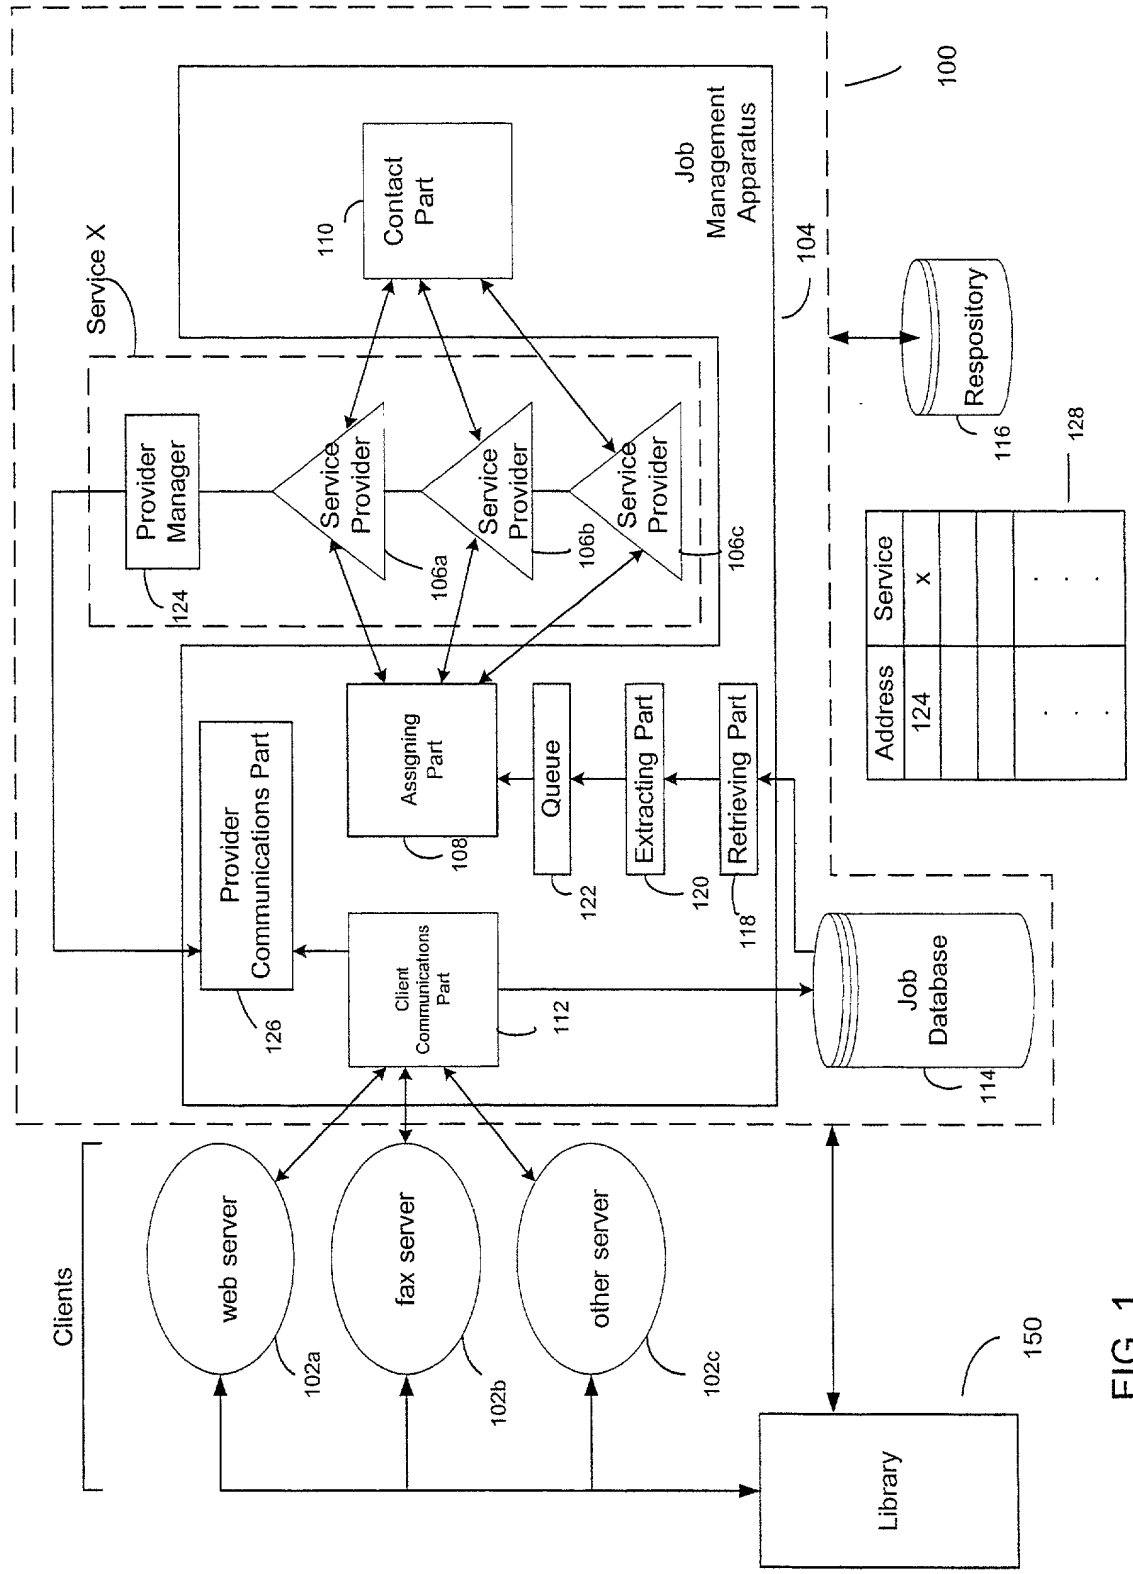 Clients
web server
102a
fax server
102b
other server
102c
Library
150
Service X
Provider
Manager
124
Provider
Communications Part
126
Client
Communications
Part
112
Assigning
Part
108
Queue
122
Extracting Part
120
Retrieving Part
118
Service
Provider
106a
Service
Provider
106b
Service
Provider
106c
Contact
Part
110
Job
Management
Apparatus
104
100
Job
Database
114
Respository
116
Address Service
124 x
. .
. .
. .
128
FIG. 1